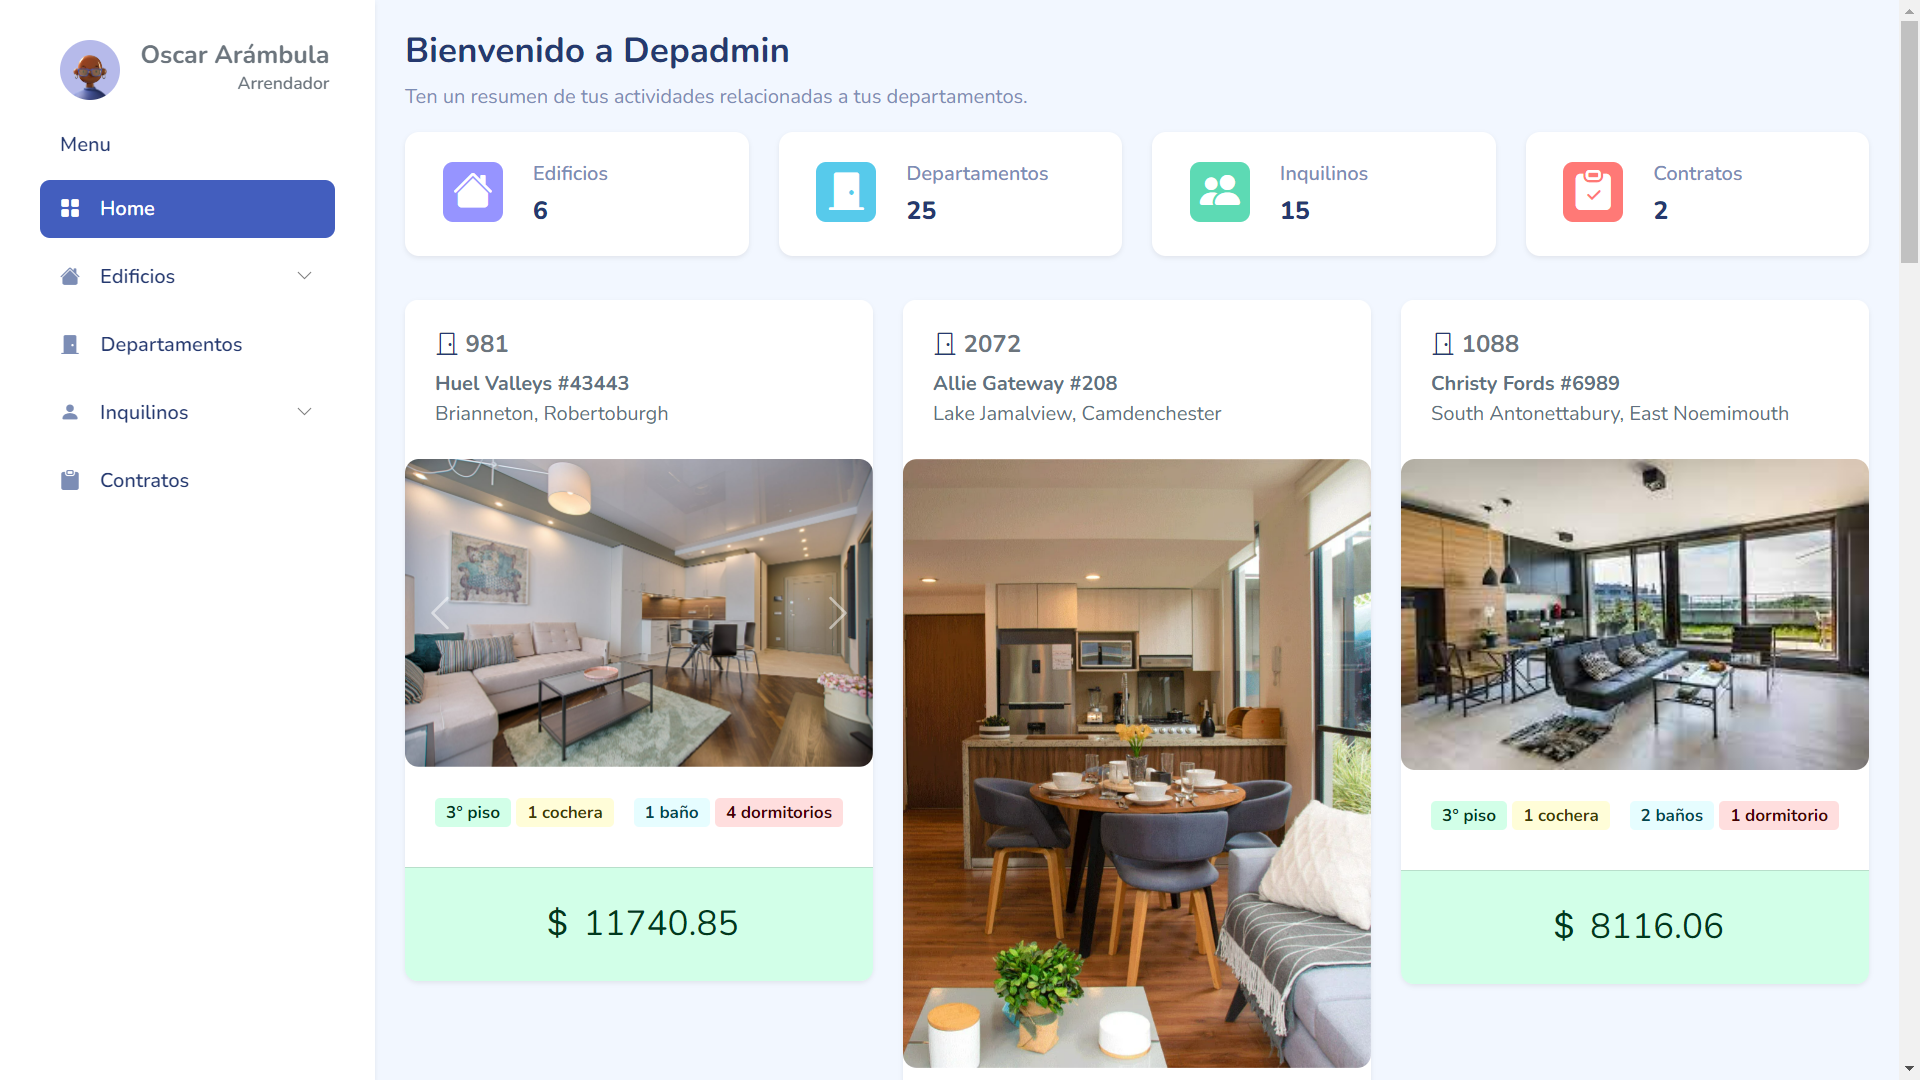 Oscar Arámbula
Arrendador
Menu
Home
Edificios
Departamentos
Inquilinos
Contratos
Bienvenido a Depadmin
Ten un resumen de tus actividades relacionadas a tus departamentos.
Edificios
6
Departamentos
25
Inquilinos
15
Contratos
2
981
Huel Valleys #43443
Brianneton, Robertoburgh
3° piso 1 cochera 1 baño 4 dormitorios
$ 11740.85
2072
Allie Gateway #208
Lake Jamalview, Camdenchester
1088
Christy Fords #6989
South Antonettabury, East Noemimouth
3° piso 1 cochera 2 baños 1 dormitorio
$ 8116.06